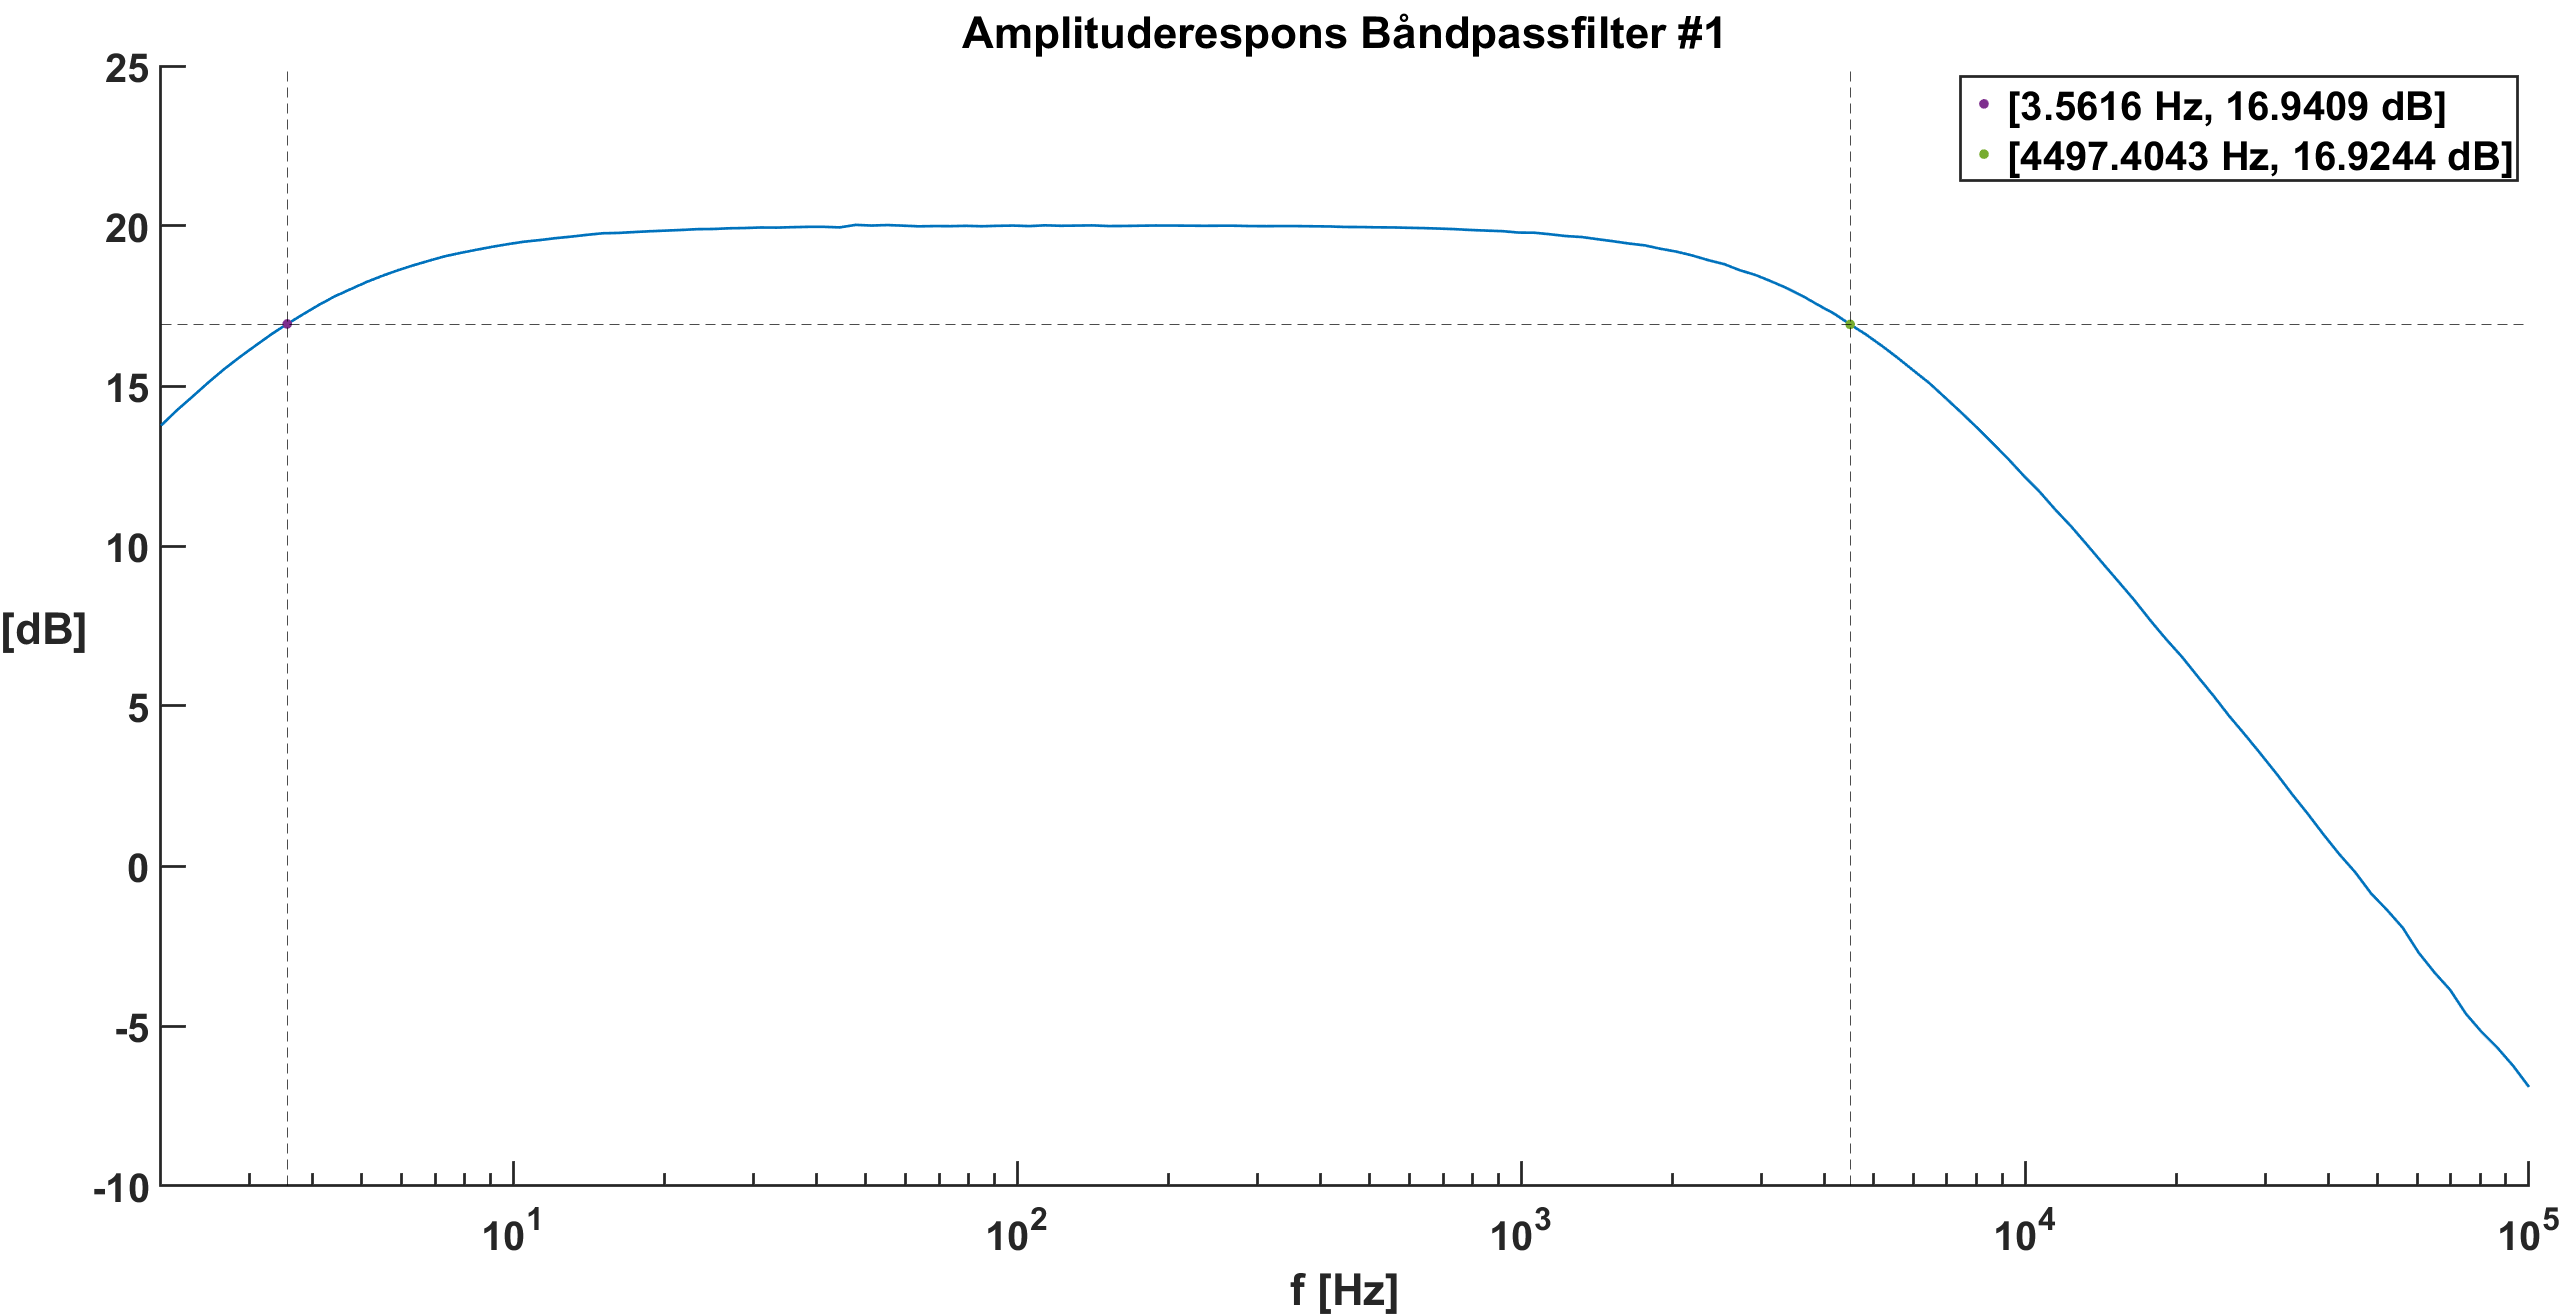 Amplituderespons Båndpassfilter #1
[3.5616 Hz, 16.9409 dB]
[4497.4043 Hz, 16.9244 dB]
25
20
15
10
5
0
-5
-10
[dB]
10^1 10^2 10^3 10^4 10^5
f [Hz]